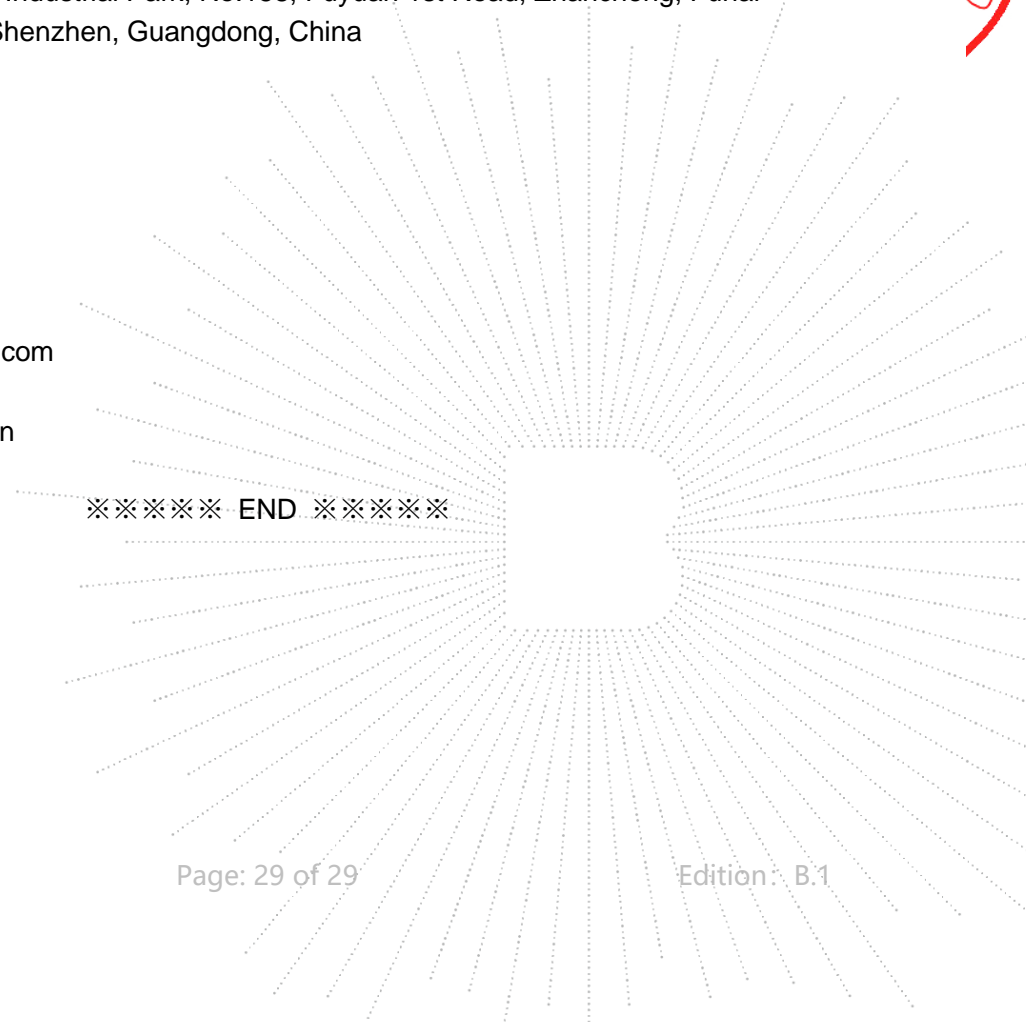 Shenzhen, Guangdong, China
com
n
※※※※※ END ※※※※※
Page: 29 of 29
Edition: B.1